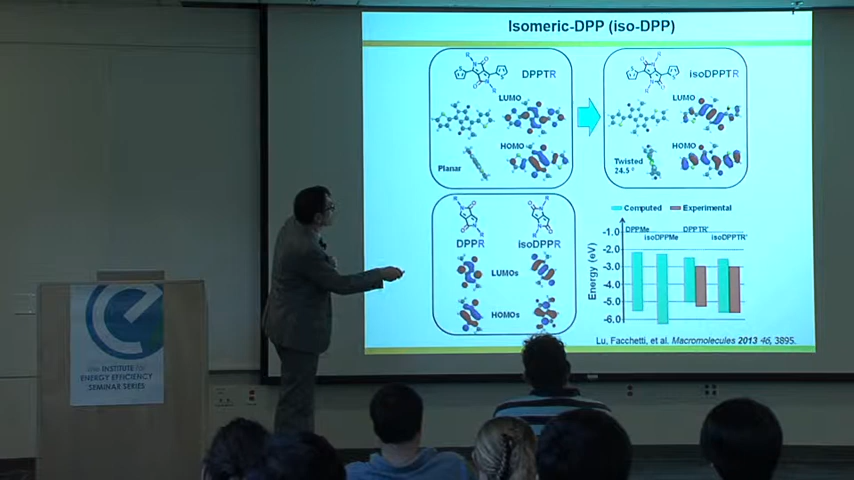 Isomeric-DPP (iso-DPP)
DPPTR
LUMO
HOMO
Planar
isoDPPTR
LUMO
HOMO
Twisted
24.5 °
DPPR
isoDPPR
LUMOs
HOMOs
Computed
Experimental
Energy (eV)
-1.0
-2.0
-3.0
-4.0
-5.0
-6.0
DPPMe
isoDPPMe
DPPTR'
isoDPPTR'
Lu, Facchetti, et al. Macromolecules 2013 46, 3895.
the INSTITUTE for
ENERGY EFFICIENCY
SEMINAR SERIES